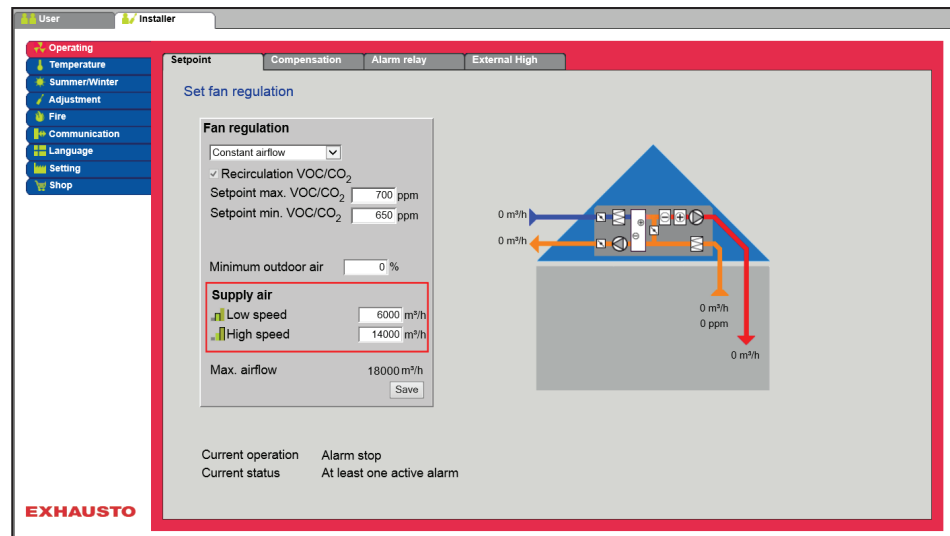 User Installer
Operating
Temperature
Summer/Winter
Adjustment
Fire
Communication
Language
Setting
Shop
EXHAUSTO
Setpoint Compensation Alarm relay External High
Set fan regulation
Fan regulation
Constant airflow
Recirculation VOC/CO2
Setpoint max. VOC/CO2 700 ppm
Setpoint min. VOC/CO2 650 ppm
Minimum outdoor air 0 %
Supply air
Low speed 6000 m³/h
High speed 14000 m³/h
Max. airflow 18000 m³/h
Save
0 m³/h
0 m³/h
0 m³/h
0 ppm
0 m³/h
Current operation Alarm stop
Current status At least one active alarm